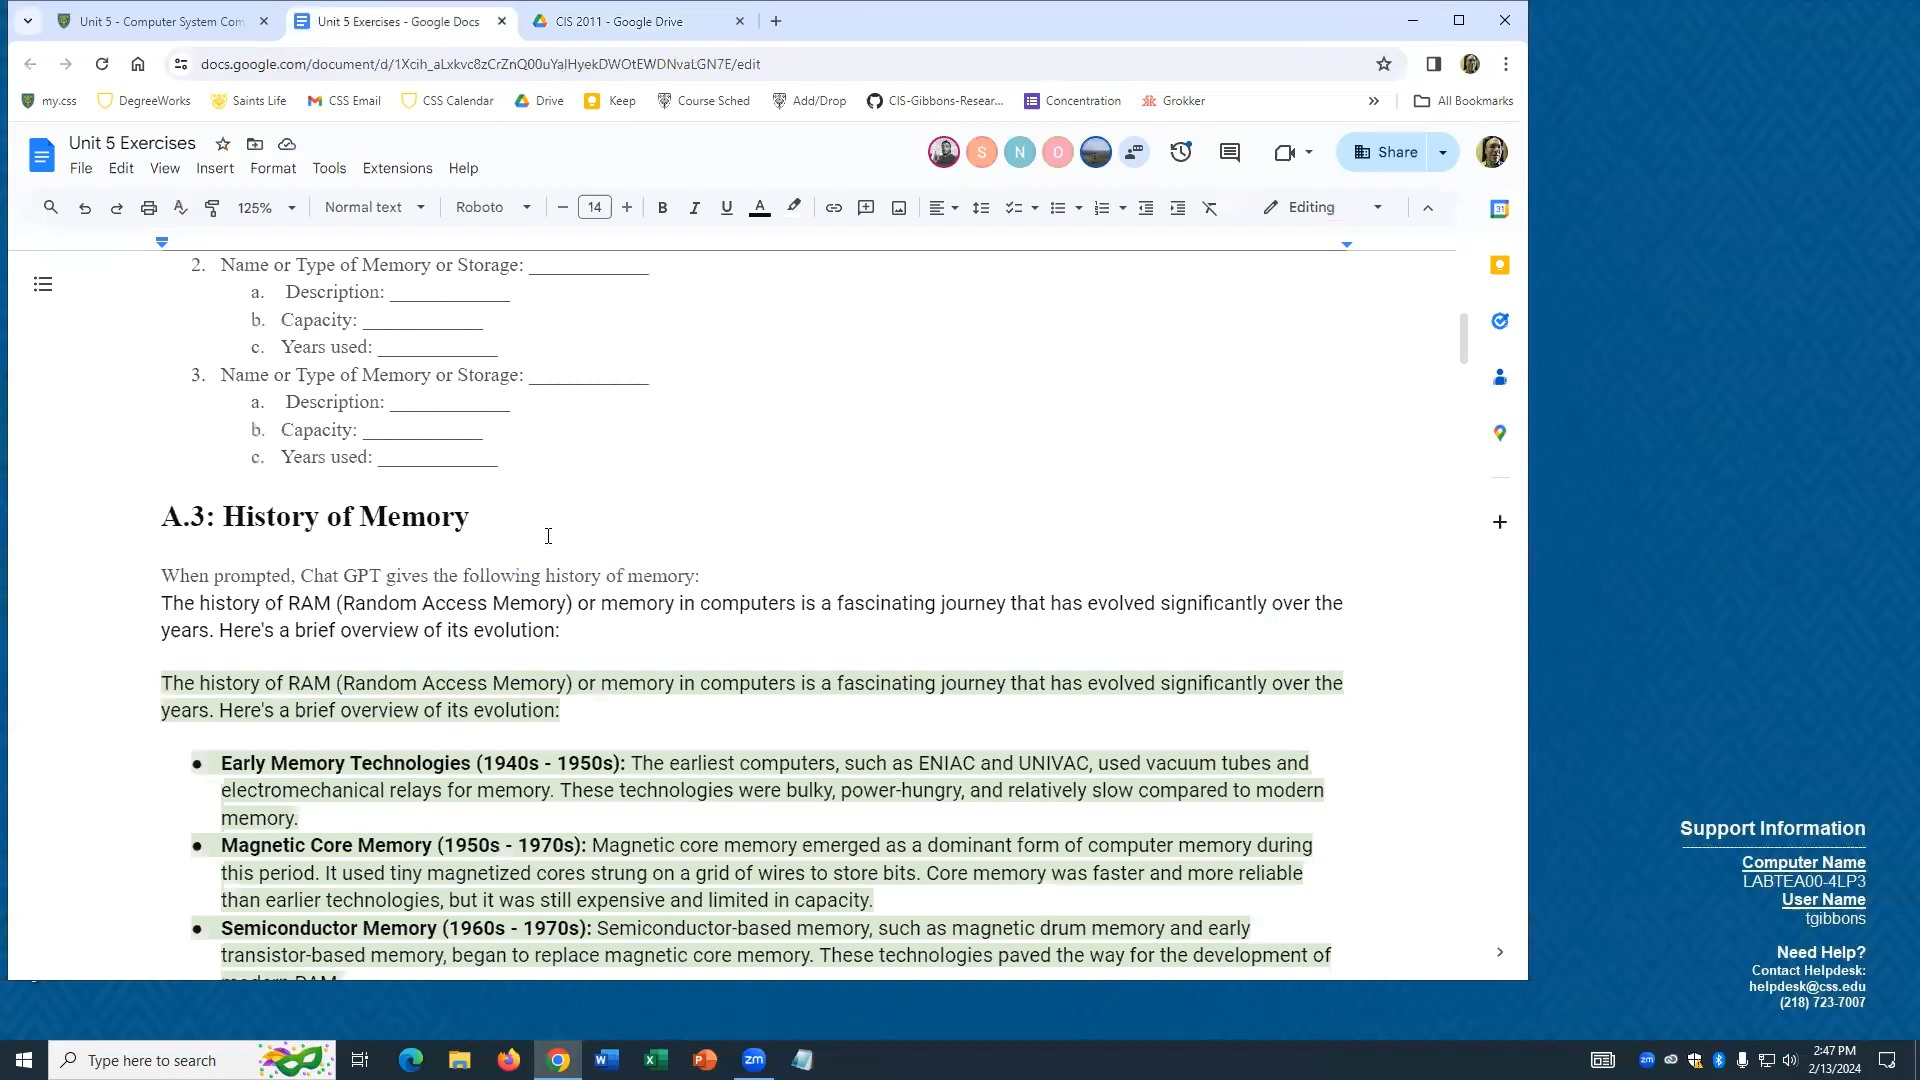 Unit 5 - Computer System Com
Unit 5 Exercises - Google Docs
CIS 2011 - Google Drive
docs.google.com/document/d/1Xcih_aLxkvc8zCrZnQ00uYajHyekDWOtEWDNvaLGN7E/edit
my.css
DegreeWorks
Saints Life
CSS Email
CSS Calendar
Drive
Keep
Course Sched
Add/Drop
CIS-Gibbons-Resear...
Concentration
Grokker
All Bookmarks
Unit 5 Exercises
S
N
O
Share
File
Edit
View
Insert
Format
Tools
Extensions
Help
125%
Normal text
Roboto
14
B
I
U
A
Editing
31
2. Name or Type of Memory or Storage: ____________
a. Description: ____________
b. Capacity: ____________
c. Years used: ____________
3. Name or Type of Memory or Storage: ____________
a. Description: ____________
b. Capacity: ____________
c. Years used: ____________
A.3: History of Memory
When prompted, Chat GPT gives the following history of memory:
The history of RAM (Random Access Memory) or memory in computers is a fascinating journey that has evolved significantly over the
years. Here's a brief overview of its evolution:
The history of RAM (Random Access Memory) or memory in computers is a fascinating journey that has evolved significantly over the
years. Here's a brief overview of its evolution:
● Early Memory Technologies (1940s - 1950s): The earliest computers, such as ENIAC and UNIVAC, used vacuum tubes and
electromechanical relays for memory. These technologies were bulky, power-hungry, and relatively slow compared to modern
memory.
● Magnetic Core Memory (1950s - 1970s): Magnetic core memory emerged as a dominant form of computer memory during
this period. It used tiny magnetized cores strung on a grid of wires to store bits. Core memory was faster and more reliable
than earlier technologies, but it was still expensive and limited in capacity.
● Semiconductor Memory (1960s - 1970s): Semiconductor-based memory, such as magnetic drum memory and early
transistor-based memory, began to replace magnetic core memory. These technologies paved the way for the development of
modern RAM.
Support Information
Computer Name
LABTEA00-4LP3
User Name
tgibbons
Need Help?
Contact Helpdesk:
helpdesk@css.edu
(218) 723-7007
Type here to search
zm
zm
2:47 PM
2/13/2024